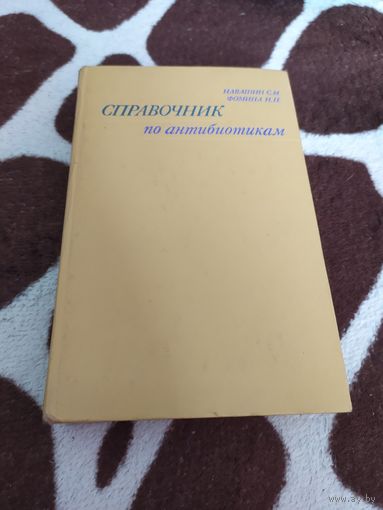 НАВАШИН С.М.
ФОМИНА И.П.
СПРАВОЧНИК
по антибиотикам
www.ay.by